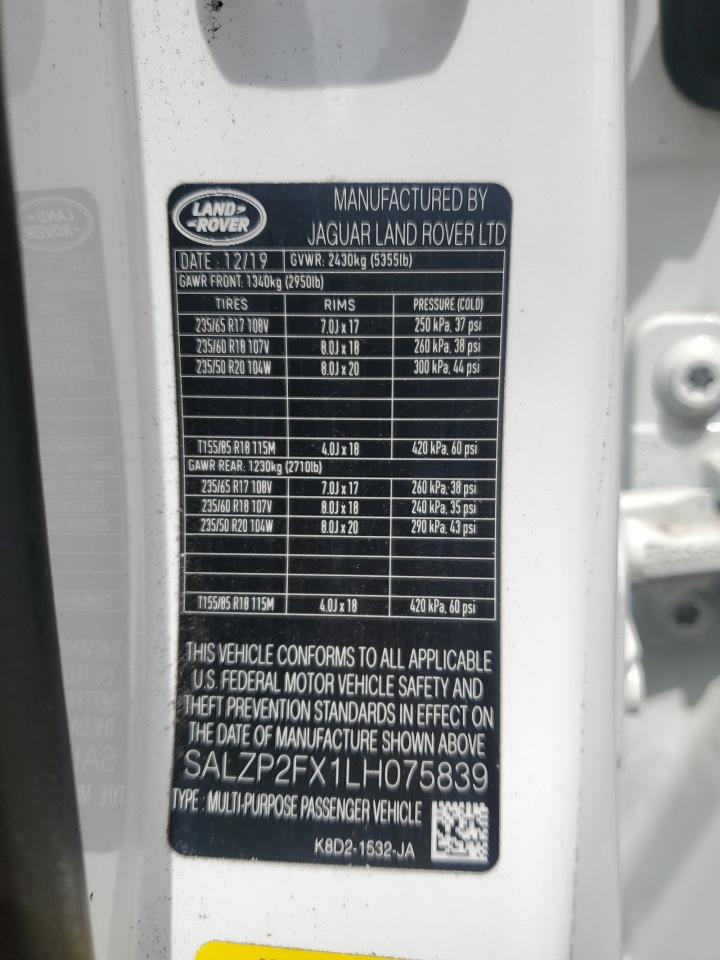 LAND-
-ROVER
MANUFACTURED BY
JAGUAR LAND ROVER LTD
DATE : 12/19 GVWR: 2430kg (5355lb)
GAWR FRONT: 1340kg (2950lb)
TIRES RIMS PRESSURE (COLD)
235/65 R17 108V 7.0J x 17 250 kPa, 37 psi
235/60 R18 107V 8.0J x 18 260 kPa, 38 psi
235/50 R20 104W 8.0J x 20 300 kPa, 44 psi
T155/85 R18 115M 4.0J x 18 420 kPa, 60 psi
GAWR REAR: 1230kg (2710lb)
235/65 R17 108V 7.0J x 17 260 kPa, 38 psi
235/60 R18 107V 8.0J x 18 240 kPa, 35 psi
235/50 R20 104W 8.0J x 20 290 kPa, 43 psi
T155/85 R18 115M 4.0J x 18 420 kPa, 60 psi
THIS VEHICLE CONFORMS TO ALL APPLICABLE
U.S. FEDERAL MOTOR VEHICLE SAFETY AND
THEFT PREVENTION STANDARDS IN EFFECT ON
THE DATE OF MANUFACTURE SHOWN ABOVE
SALZP2FX1LH075839
TYPE : MULTI-PURPOSE PASSENGER VEHICLE
K8D2-1532-JA